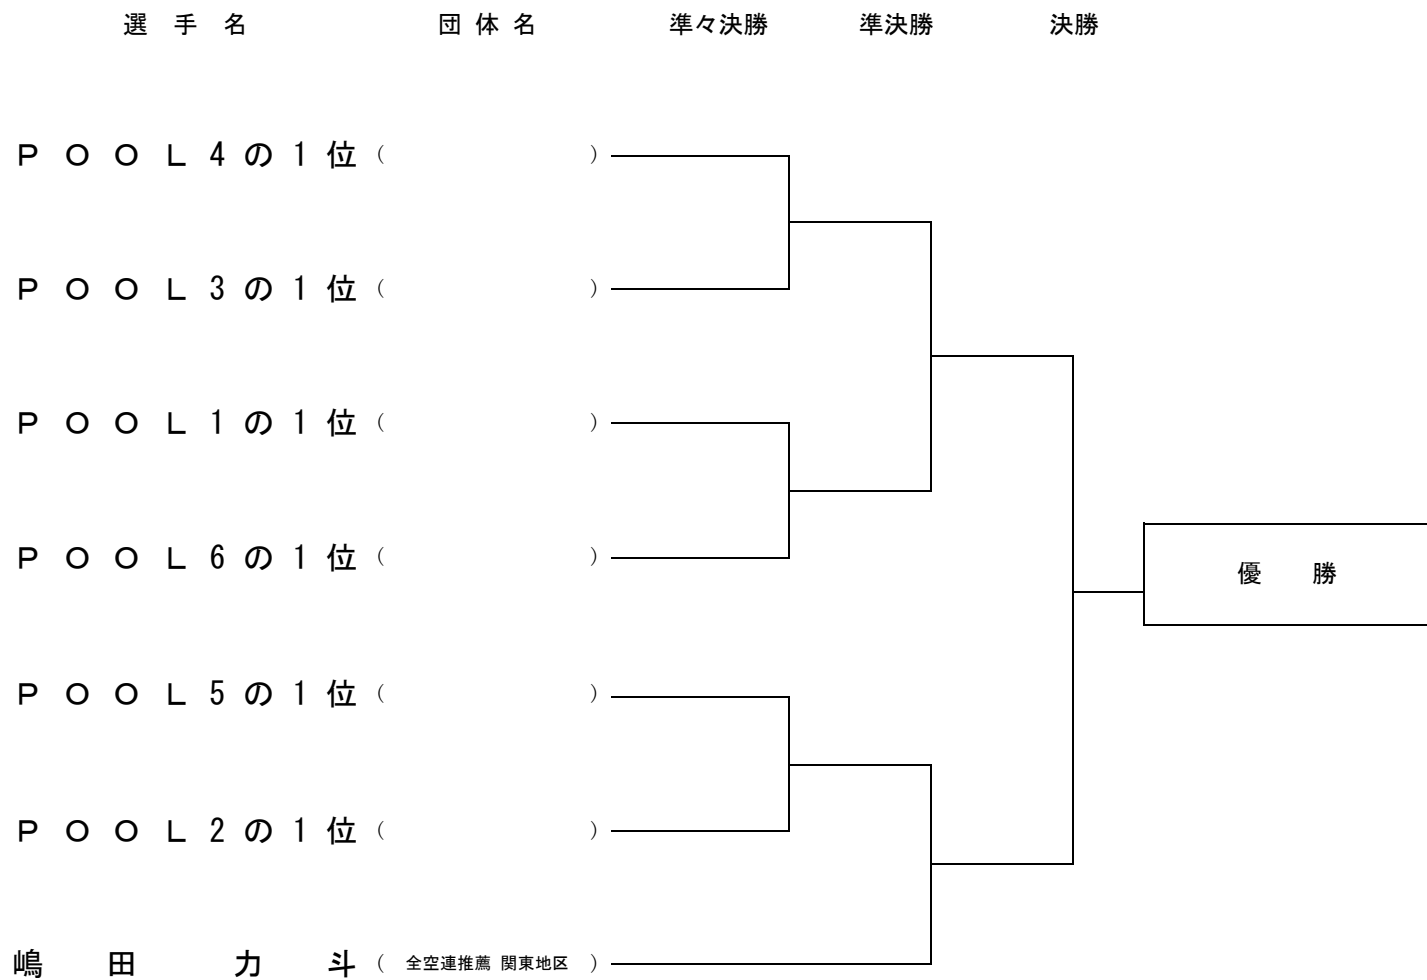 選 手 名 団 体 名 準々決勝 準決勝 決勝
ＰＯＯＬ４の１位（ ）
ＰＯＯＬ３の１位（ ）
ＰＯＯＬ１の１位（ ）
ＰＯＯＬ６の１位（ ）
優 勝
ＰＯＯＬ５の１位（ ）
ＰＯＯＬ２の１位（ ）
嶋 田 力 斗（ 全空連推薦 関東地区 ）